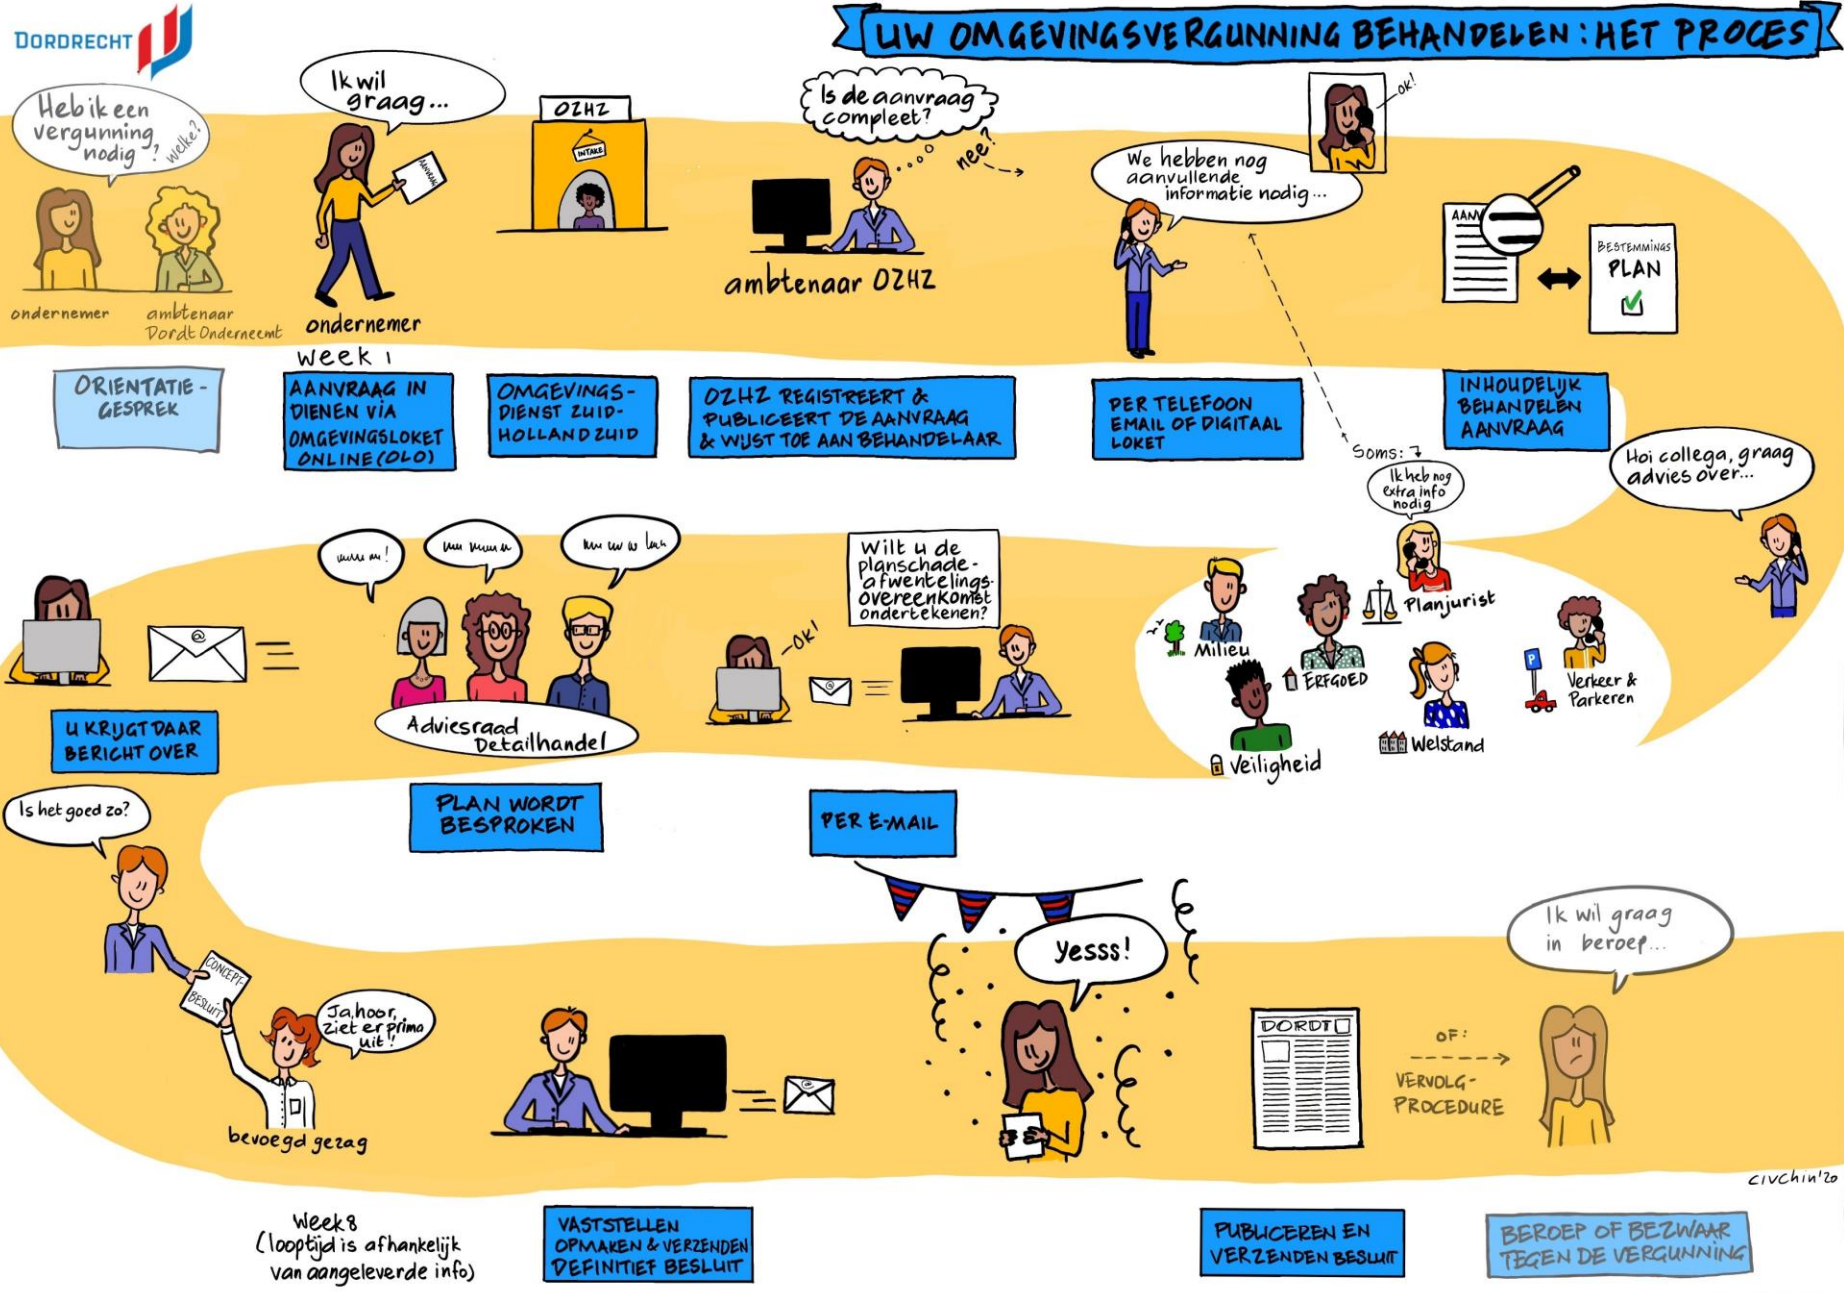 DORDRECHT
UW OMGEVINGSVERGUNNING BEHANDELEN: HET PROCES
Heb ik een
vergunning
nodig?
welke?
ondernemer
ambtenaar
Dordt Onderneemt
ORIENTATIE-
GESPREK
Ik wil
graag...
AANVRAAG
ondernemer
week 1
AANVRAAG IN
DIENEN VIA
OMGEVINGSLOKET
ONLINE (OLO)
OZHZ
INTAKE
OMGEVINGS-
DIENST ZUID-
HOLLAND ZUID
Is de aanvraag
compleet?
nee?
ambtenaar OZHZ
OZHZ REGISTREERT &
PUBLICEERT DE AANVRAAG
& WIJST TOE AAN BEHANDELAAR
We hebben nog
aanvullende
informatie nodig...
OK!
PER TELEFOON
EMAIL OF DIGITAAL
LOKET
AANV
BESTEMMINGS
PLAN
INHOUDELIJK
BEHANDELEN
AANVRAAG
Hoi collega, graag
advies over...
Soms:
Ik heb nog
extra info
nodig
Planjurist
Milieu
ERFGOED
Verkeer &
Parkeren
P
Welstand
Veiligheid
Wilt u de
planschade-
afwentelings-
overeenkomst
ondertekenen?
OK!
PER E-MAIL
Adviesraad
Detailhandel
PLAN WORDT
BESPROKEN
@
U KRIJGT DAAR
BERICHT OVER
Is het goed zo?
CONCEPT-
BESLUIT
Ja, hoor,
ziet er prima
uit!
bevoegd gezag
Week 8
(looptijd is afhankelijk
van aangeleverde info)
@
VASTSTELLEN
OPMAKEN & VERZENDEN
DEFINITIEF BESLUIT
Yesss!
DORDT
PUBLICEREN EN
VERZENDEN BESLUIT
OF:
VERVOLG-
PROCEDURE
Ik wil graag
in beroep...
BEROEP OF BEZWAAR
TEGEN DE VERGUNNING
CIVChin'20